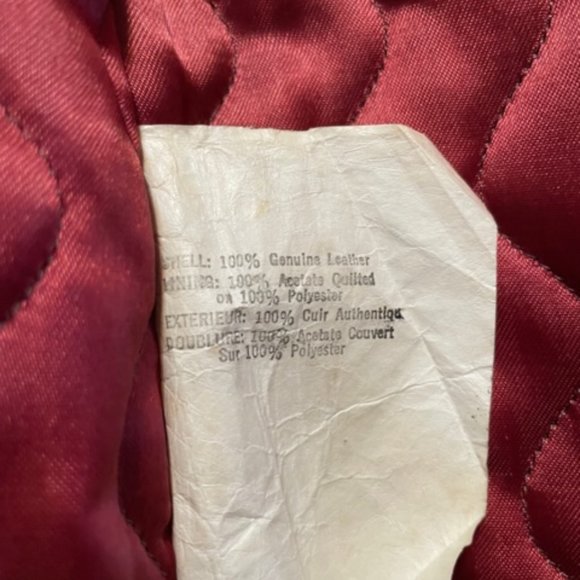 SHELL: 100% Genuine Leather
LINING: 100% Acetate Quilted
on 100% Polyester
EXTÉRIEUR: 100% Cuir Authentique
DOUBLURE: 100% Acetate Couvert
Sur 100% Polyester